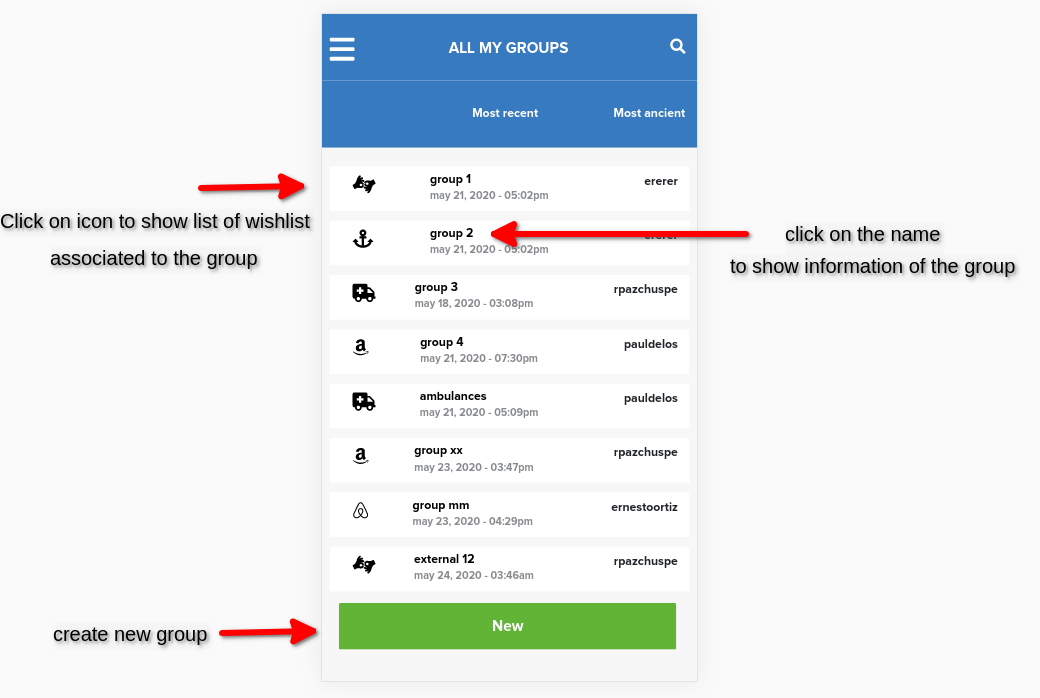 ALL MY GROUPS
Most recent
Most ancient
group 1
ererer
may 21, 2020 - 05:02pm
Click on icon to show list of wishlist
associated to the group
group 2
ererer
may 21, 2020 - 05:02pm
click on the name
to show information of the group
group 3
rpazchuspe
may 18, 2020 - 03:08pm
group 4
pauldelos
may 21, 2020 - 07:30pm
ambulances
pauldelos
may 21, 2020 - 05:09pm
group xx
rpazchuspe
may 23, 2020 - 03:47pm
group mm
ernestoortiz
may 23, 2020 - 04:29pm
external 12
rpazchuspe
may 24, 2020 - 03:46am
create new group
New